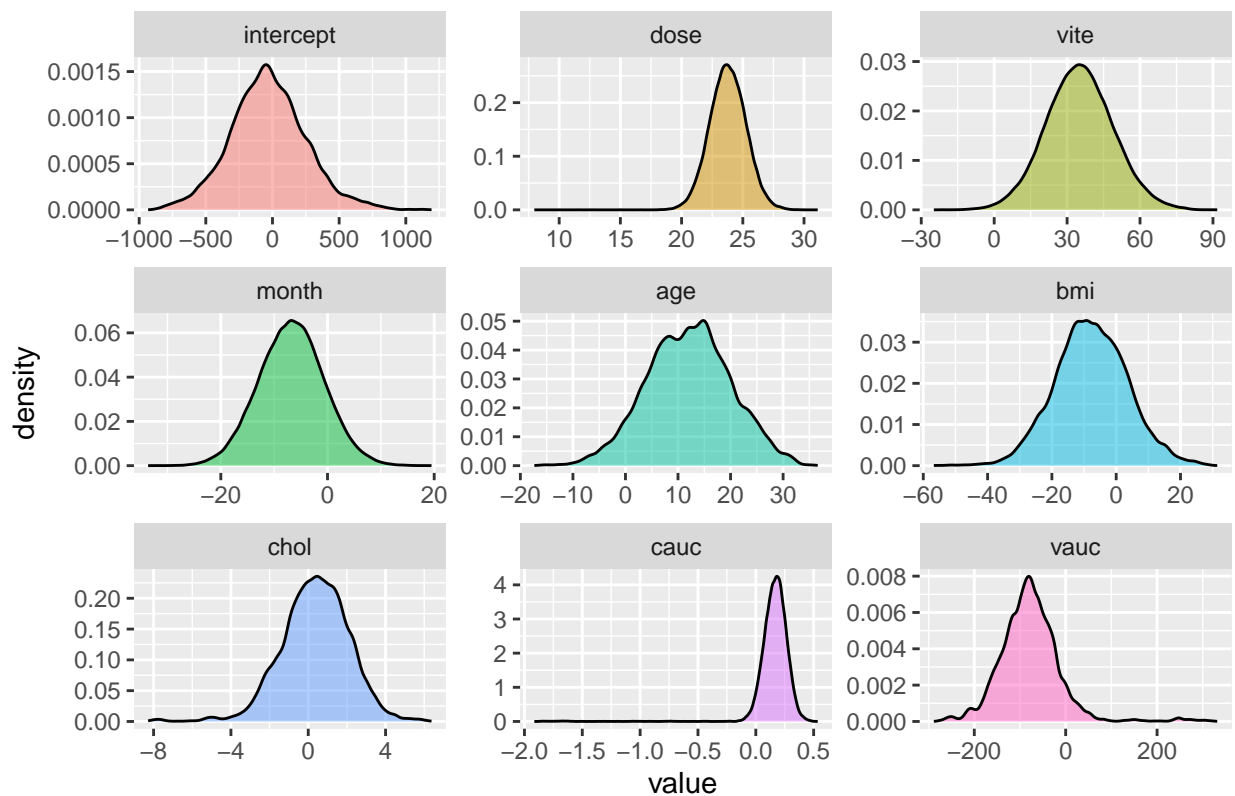 intercept dose vite
0.0015 0.0010 0.0005 0.0000
0.2 0.1 0.0
0.03 0.02 0.01 0.00
−1000 −500 0 500 1000
10 15 20 25 30
−30 0 30 60 90
month age bmi
0.06 0.04 0.02 0.00
0.05 0.04 0.03 0.02 0.01 0.00
0.03 0.02 0.01 0.00
−20 0 20
−20 −10 0 10 20 30
−60 −40 −20 0 20
density
chol cauc vauc
0.20 0.15 0.10 0.05 0.00
4 3 2 1 0
0.008 0.006 0.004 0.002 0.000
−8 −4 0 4
−2.0 −1.5 −1.0 −0.5 0.0 0.5
−200 0 200
value